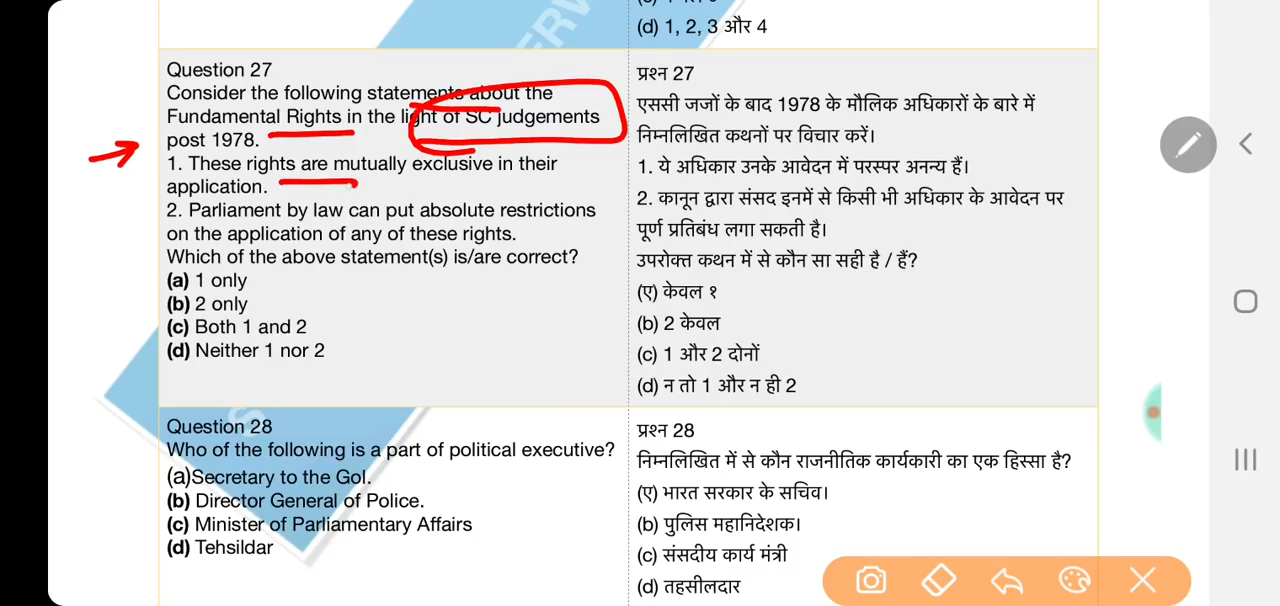 (d) 1, 2, 3 और 4
Question 27
Consider the following statements about the
Fundamental Rights in the light of SC judgements
post 1978.
1. These rights are mutually exclusive in their
application.
2. Parliament by law can put absolute restrictions
on the application of any of these rights.
Which of the above statement(s) is/are correct?
(a) 1 only
(b) 2 only
(c) Both 1 and 2
(d) Neither 1 nor 2
प्रश्न 27
एससी जजों के बाद 1978 के मौलिक अधिकारों के बारे में
निम्नलिखित कथनों पर विचार करें।
1. ये अधिकार उनके आवेदन में परस्पर अनन्य हैं।
2. कानून द्वारा संसद इनमें से किसी भी अधिकार के आवेदन पर
पूर्ण प्रतिबंध लगा सकती है।
उपरोक्त कथन में से कौन सा सही है / हैं?
(ए) केवल १
(b) 2 केवल
(c) 1 और 2 दोनों
(d) न तो 1 और न ही 2
Question 28
Who of the following is a part of political executive?
(a)Secretary to the GoI.
(b) Director General of Police.
(c) Minister of Parliamentary Affairs
(d) Tehsildar
प्रश्न 28
निम्नलिखित में से कौन राजनीतिक कार्यकारी का एक हिस्सा है?
(ए) भारत सरकार के सचिव।
(b) पुलिस महानिदेशक।
(c) संसदीय कार्य मंत्री
(d) तहसीलदार